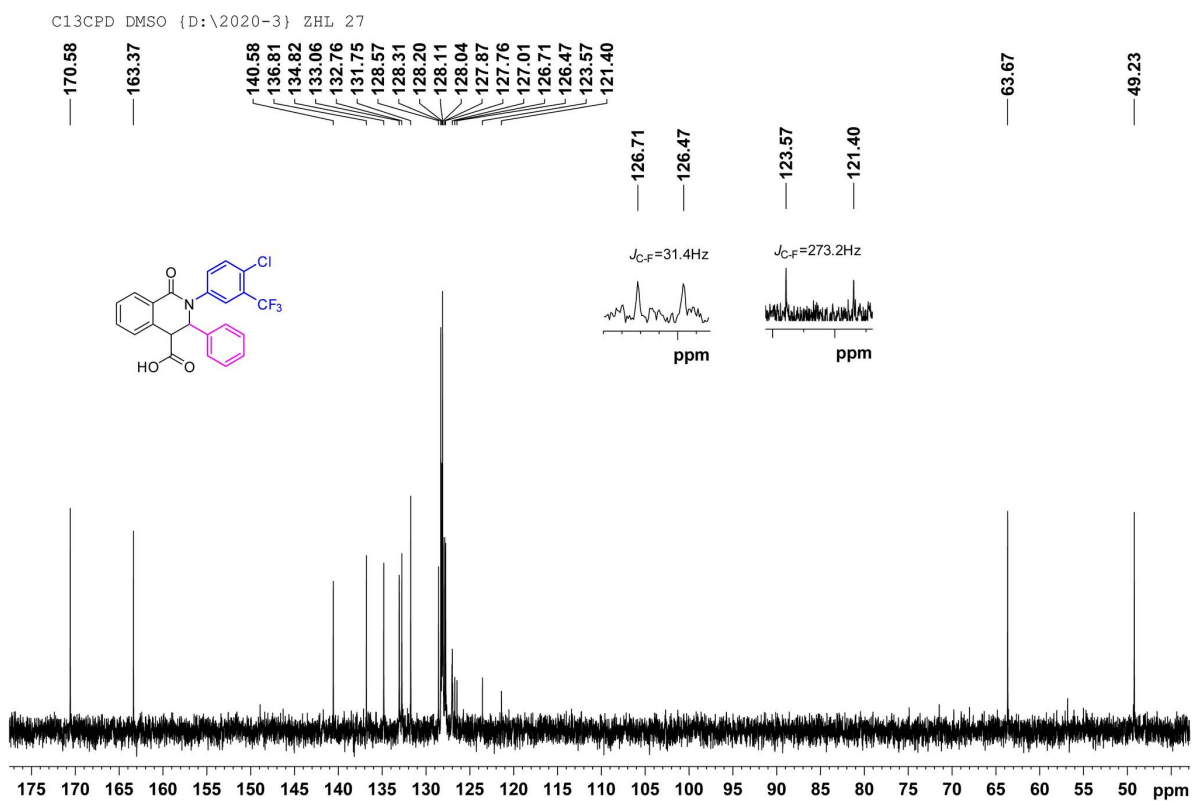 C13CPD DMSO {D:\2020-3} ZHL 27
170.58
163.37
140.58
136.81
134.82
133.06
132.76
131.75
128.57
128.31
128.20
128.11
128.04
127.87
127.76
127.01
126.71
126.47
123.57
121.40
63.67
49.23
126.71
126.47
123.57
121.40
JC-F=31.4Hz
JC-F=273.2Hz
ppm
ppm
O
Cl
N
CF3
HO
O
175 170 165 160 155 150 145 140 135 130 125 120 115 110 105 100 95 90 85 80 75 70 65 60 55 50 ppm